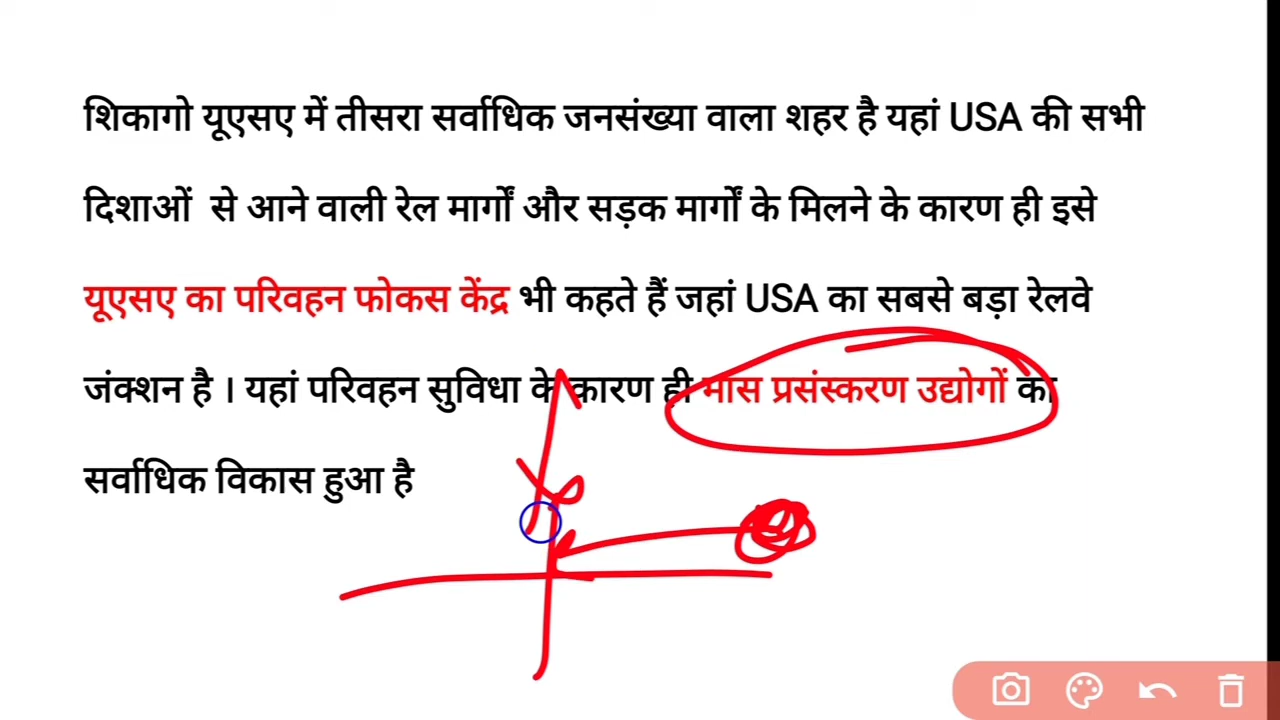 शिकागो यूएसए में तीसरा सर्वाधिक जनसंख्या वाला शहर है यहां USA की सभी
दिशाओं से आने वाली रेल मार्गों और सड़क मार्गों के मिलने के कारण ही इसे
यूएसए का परिवहन फोकस केंद्र भी कहते हैं जहां USA का सबसे बड़ा रेलवे
जंक्शन है । यहां परिवहन सुविधा के कारण ही मास प्रसंस्करण उद्योगों का
सर्वाधिक विकास हुआ है